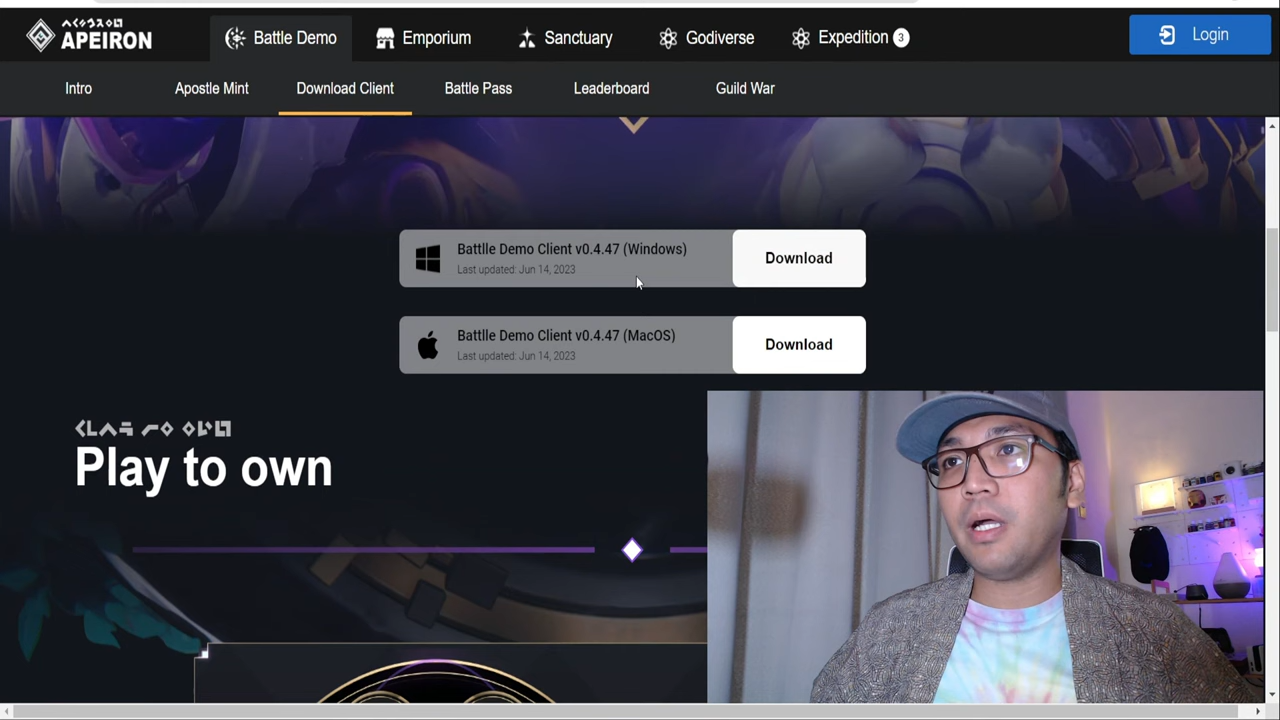 APEIRON
Battle Demo
Emporium
Sanctuary
Godiverse
Expedition 3
Login
Intro
Apostle Mint
Download Client
Battle Pass
Leaderboard
Guild War
Battlle Demo Client v0.4.47 (Windows)
Last updated: Jun 14, 2023
Download
Battlle Demo Client v0.4.47 (MacOS)
Last updated: Jun 14, 2023
Download
Play to own